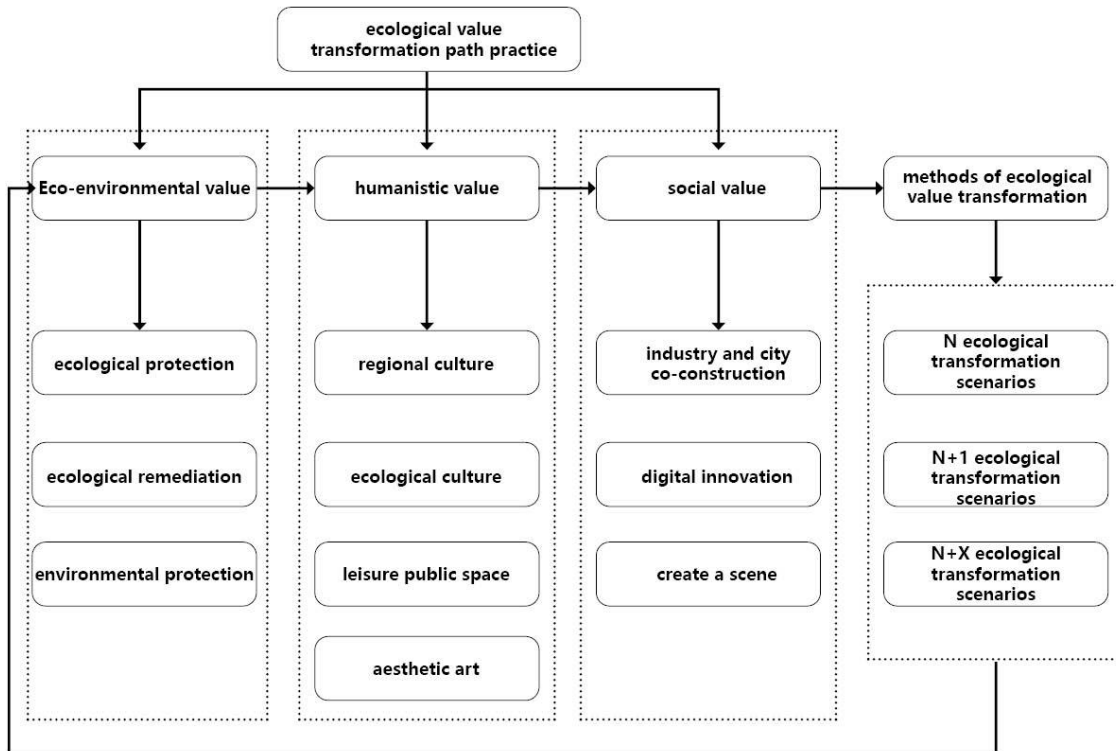 ecological value
transformation path practice
Eco-environmental value
humanistic value
social value
methods of ecological
value transformation
ecological protection
regional culture
industry and city
co-construction
N ecological
transformation
scenarios
ecological remediation
ecological culture
digital innovation
N+1 ecological
transformation
scenarios
environmental protection
leisure public space
create a scene
N+X ecological
transformation
scenarios
aesthetic art